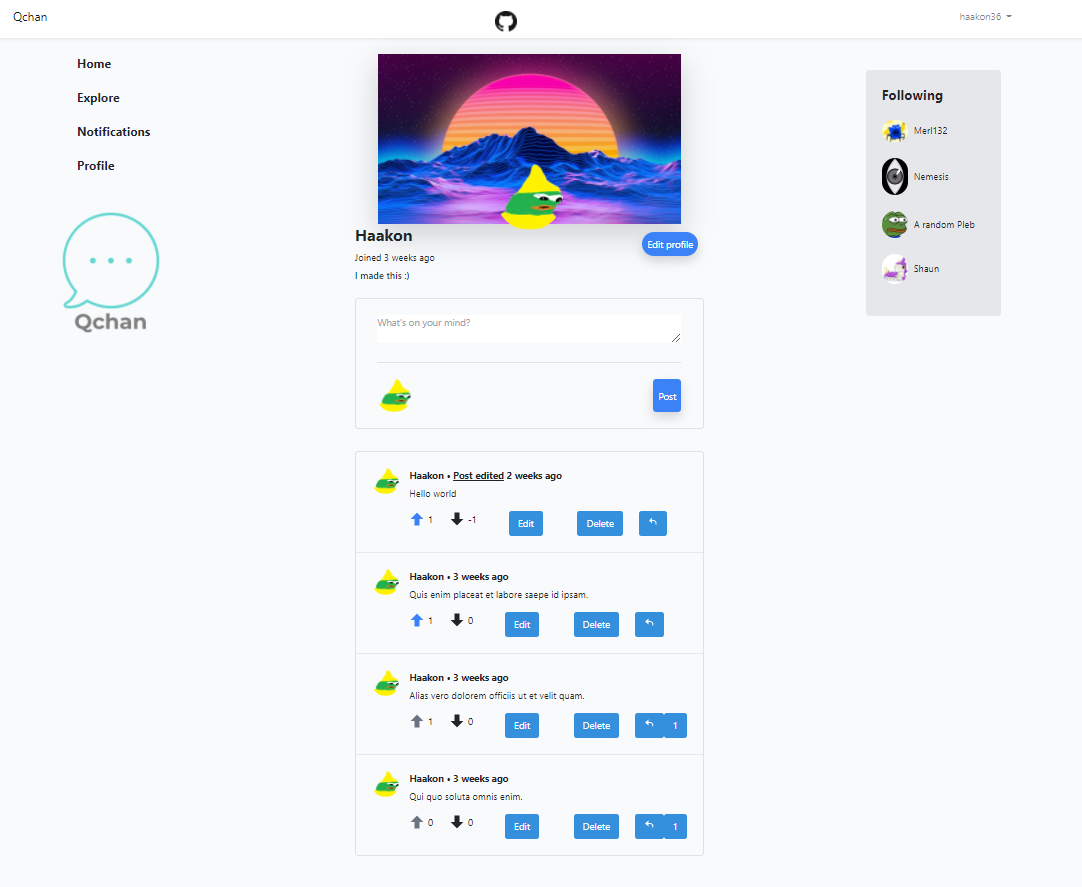 Qchan
haakon36
Home
Explore
Notifications
Profile
Qchan
Haakon
Edit profile
Joined 3 weeks ago
I made this :)
What's on your mind?
Post
Haakon • Post edited 2 weeks ago
Hello world
1 -1 Edit Delete
Haakon • 3 weeks ago
Quis enim placeat et labore saepe id ipsam.
1 0 Edit Delete
Haakon • 3 weeks ago
Alias vero dolorem officiis ut et velit quam.
1 0 Edit Delete 1
Haakon • 3 weeks ago
Qui quo soluta omnis enim.
0 0 Edit Delete 1
Following
Merl132
Nemesis
A random Pleb
Shaun